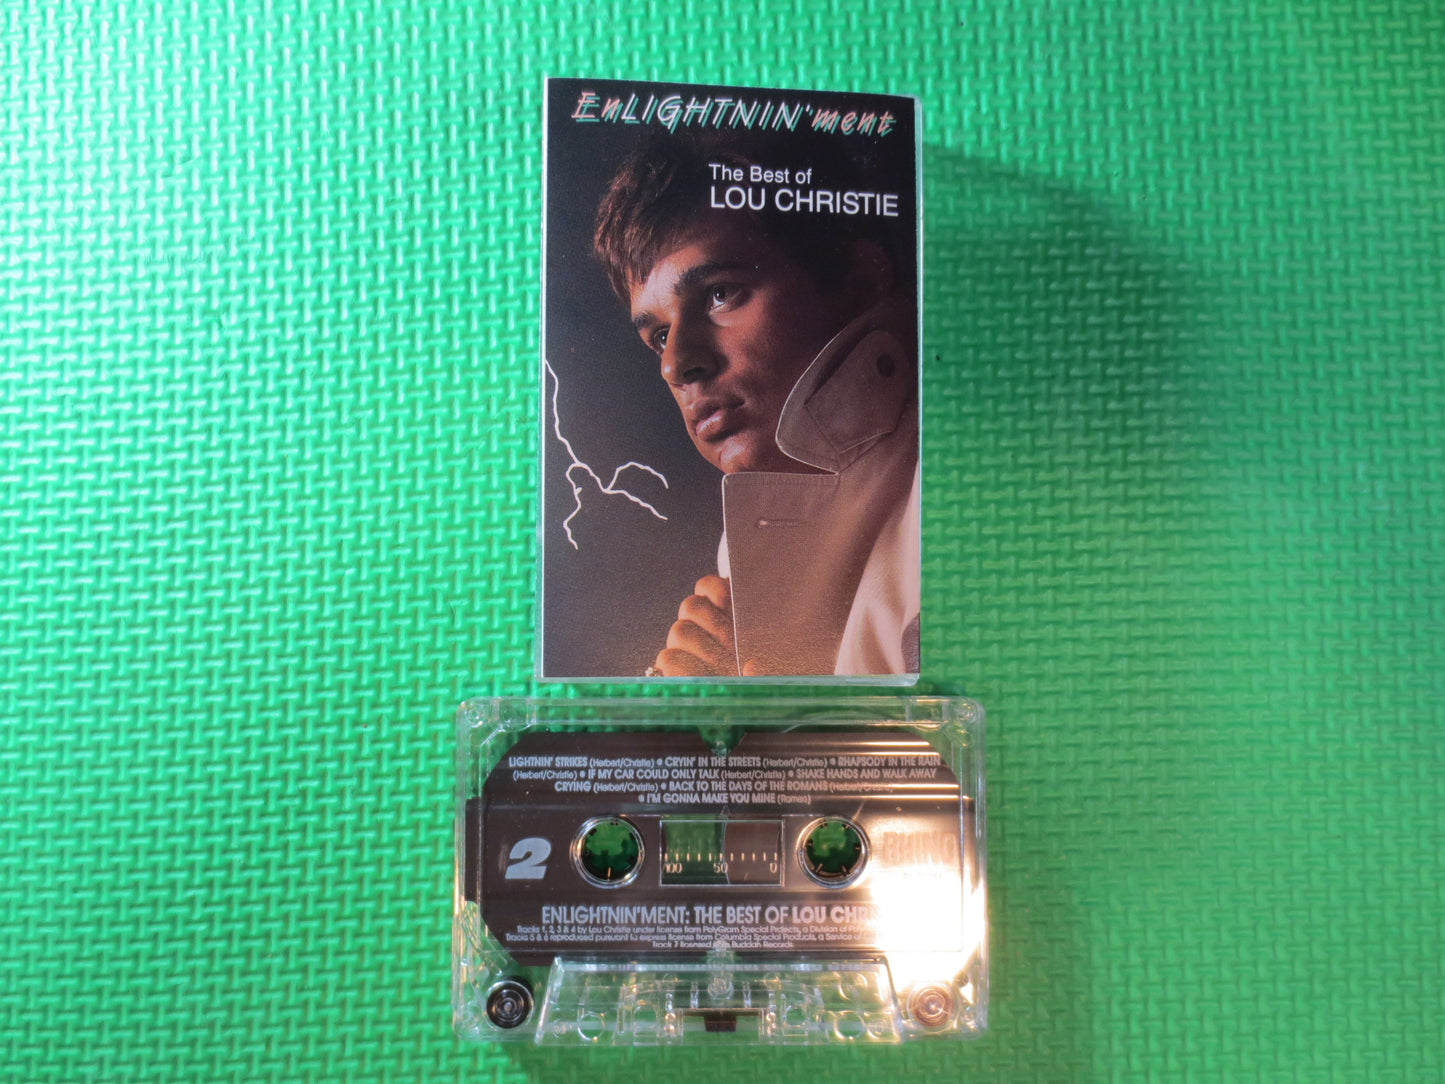 EnLIGHTNIN'ment
The Best of
LOU CHRISTIE
LIGHTNIN' STRIKES (Herbert/Christie) • CRYIN' IN THE STREETS (Herbert/Christie) • RHAPSODY IN THE RAIN
(Herbert/Christie) • IF MY CAR COULD ONLY TALK (Herbert/Christie) • SHAKE HANDS AND WALK AWAY
CRYING (Herbert/Christie) • BACK TO THE DAYS OF THE ROMANS (Herbert/Christie)
• I'M GONNA MAKE YOU MINE (Romeo)
2
RHINO
100 50 0
ENLIGHTNIN'MENT: THE BEST OF LOU CHRIS
Tracks 1, 2, 3 & 4 by Lou Christie under license from PolyGram Special Projects, a Division of
Tracks 5 & 6 reproduced pursuant to express license from Columbia Special Products, a Service of
Track 7 licensed from Buddah Records